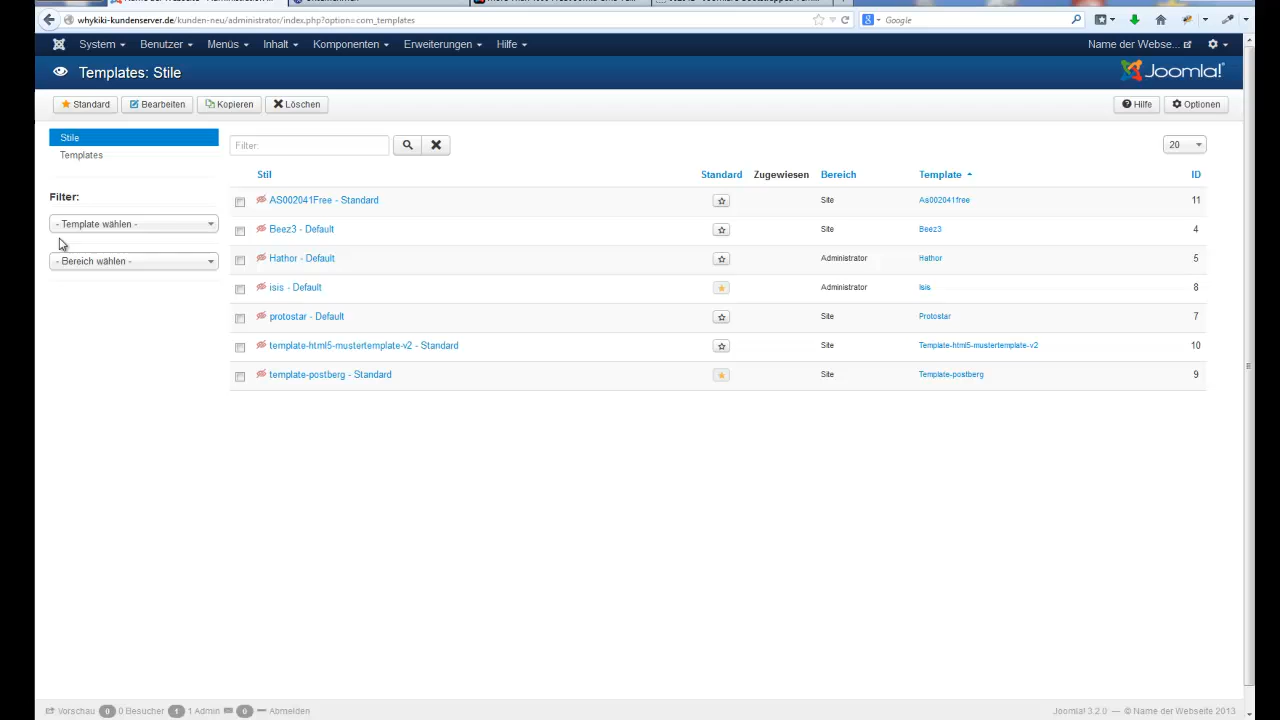 whykiki-kundenserver.de/kunden-neu/administrator/index.php?option=com_templates
Google
System Benutzer Menüs Inhalt Komponenten Erweiterungen Hilfe Name der Webse...
Templates: Stile Joomla!
Standard Bearbeiten Kopieren Löschen Hilfe Optionen
Stile
Templates
Filter:
- Template wählen -
- Bereich wählen -
Filter: 20
Stil Standard Zugewiesen Bereich Template ID
AS002041Free - Standard Site As002041free 11
Beez3 - Default Site Beez3 4
Hathor - Default Administrator Hathor 5
isis - Default Administrator Isis 8
protostar - Default Site Protostar 7
template-html5-mustertemplate-v2 - Standard Site Template-html5-mustertemplate-v2 10
template-postberg - Standard Site Template-postberg 9
Vorschau 0 0 Besucher 1 1 Admin 0 Abmelden Joomla! 3.2.0 — © Name der Webseite 2013